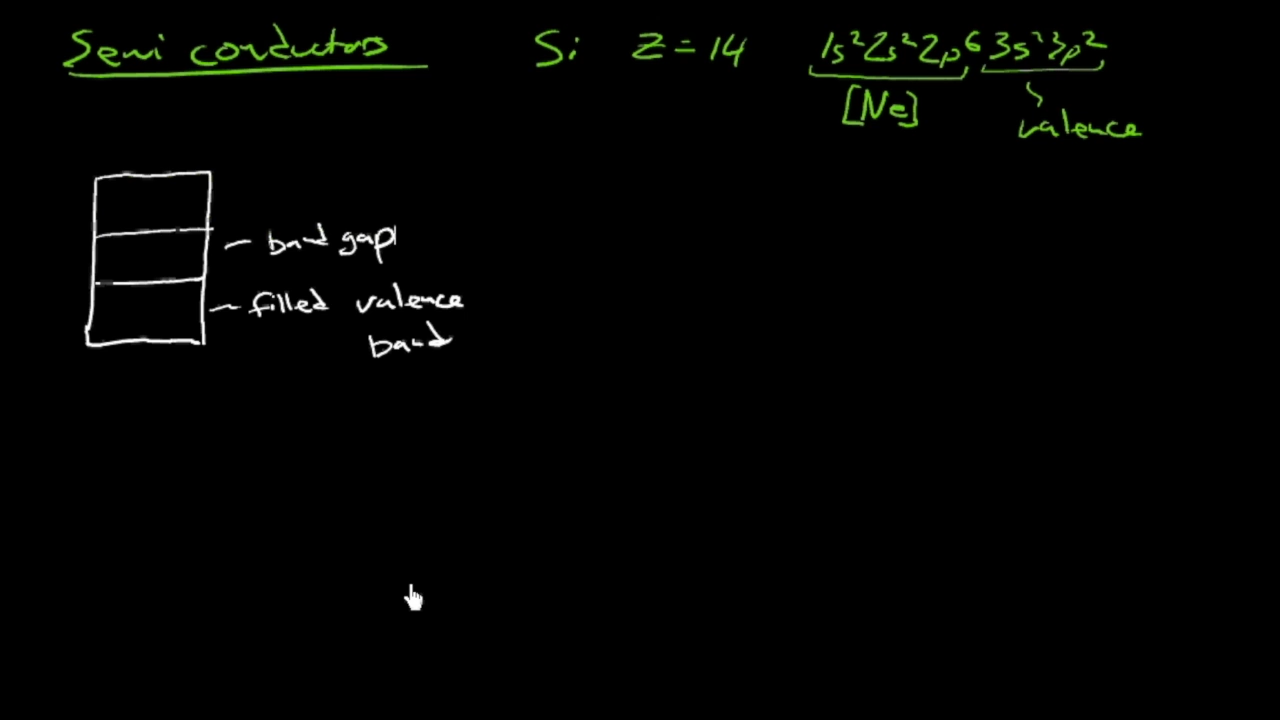 Semi conductors Si Z = 14 1s²2s²2p⁶3s²3p²
[Ne] valence
band gap
filled valence
band